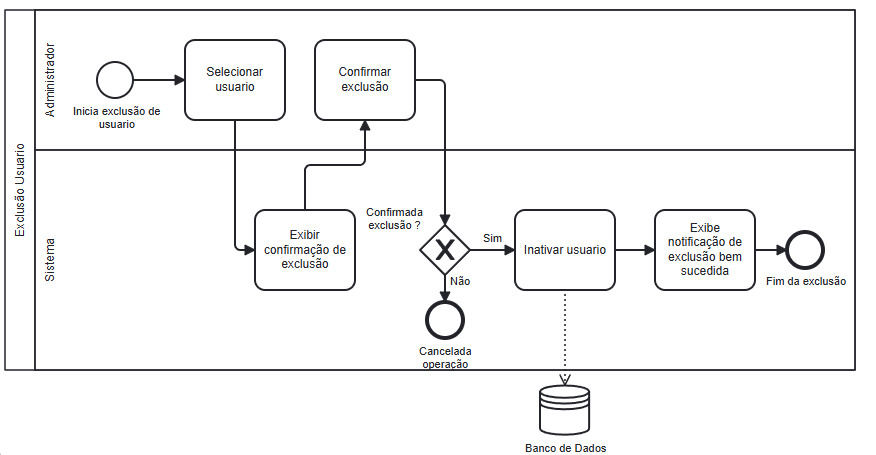 Exclusão Usuario
Administrador
Inicia exclusão de
usuario
Selecionar
usuario
Confirmar
exclusão
Sistema
Exibir
confirmação de
exclusão
Confirmada
exclusão ?
Sim
Não
Cancelada
operação
Inativar usuario
Exibe
notificação de
exclusão bem
sucedida
Fim da exclusão
Banco de Dados